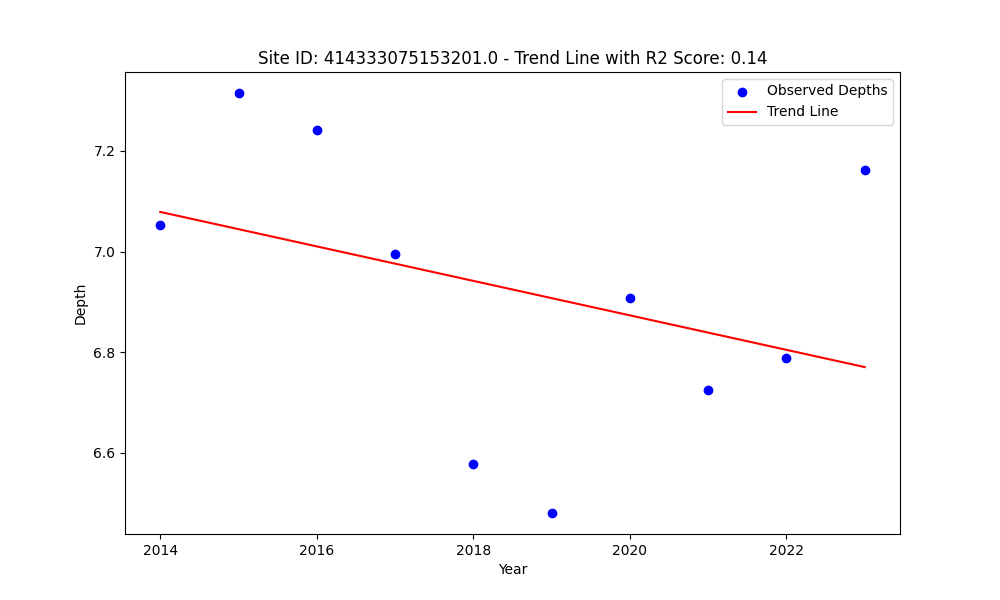 Site ID: 414333075153201.0 - Trend Line with R2 Score: 0.14
Observed Depths
Trend Line
7.2
7.0
6.8
6.6
Depth
2014
2016
2018
2020
2022
Year